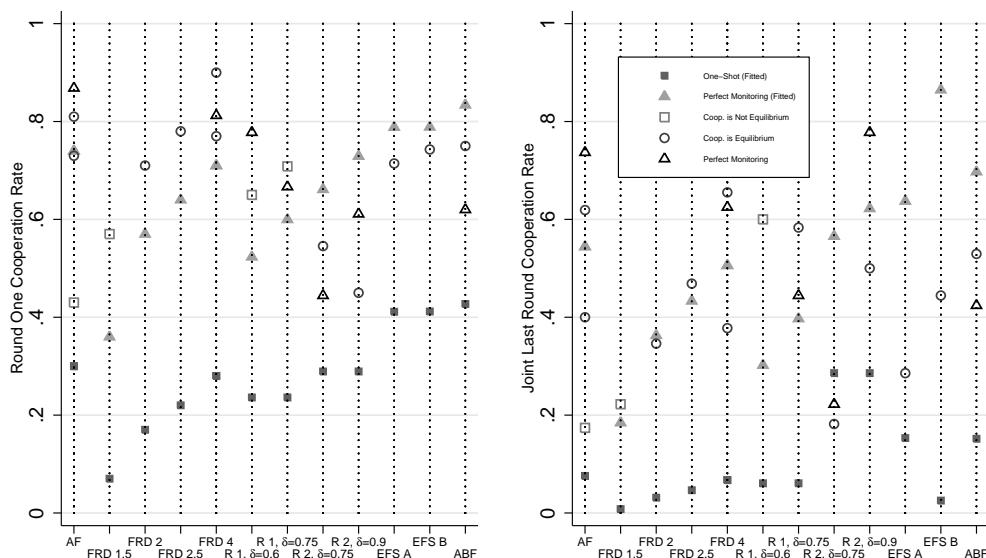 Round One Cooperation Rate
1
.8
.6
.4
.2
0
AF
FRD 2
FRD 4
R 1, δ=0.75
R 2, δ=0.9
EFS B
FRD 1.5
FRD 2.5
R 1, δ=0.6
R 2, δ=0.75
EFS A
ABF
Joint Last Round Cooperation Rate
1
.8
.6
.4
.2
0
One−Shot (Fitted)
Perfect Monitoring (Fitted)
Coop. is Not Equilibrium
Coop. is Equilibrium
Perfect Monitoring
AF
FRD 2
FRD 4
R 1, δ=0.75
R 2, δ=0.9
EFS B
FRD 1.5
FRD 2.5
R 1, δ=0.6
R 2, δ=0.75
EFS A
ABF